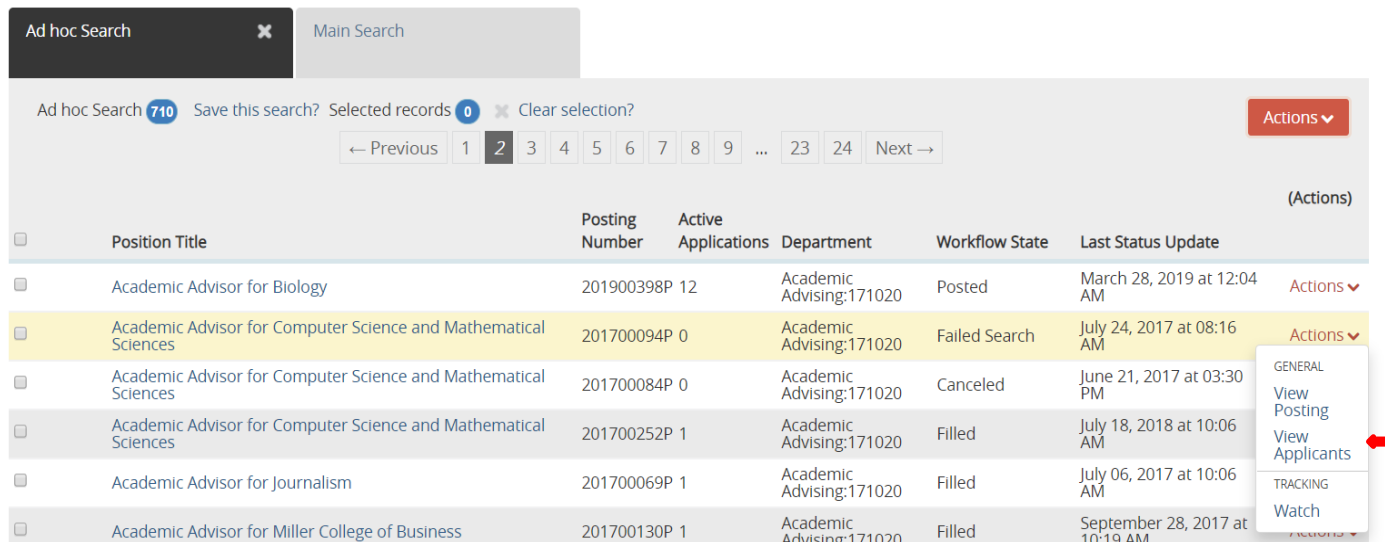 Ad hoc Search ✖ Main Search
Ad hoc Search 710 Save this search? Selected records 0 ✖ Clear selection? Actions
← Previous 1 2 3 4 5 6 7 8 9 … 23 24 Next →
(Actions)
Position Title Posting Number Active Applications Department Workflow State Last Status Update
Academic Advisor for Biology 201900398P 12 Academic Advising:171020 Posted March 28, 2019 at 12:04 AM Actions
Academic Advisor for Computer Science and Mathematical Sciences 201700094P 0 Academic Advising:171020 Failed Search July 24, 2017 at 08:16 AM Actions
Academic Advisor for Computer Science and Mathematical Sciences 201700084P 0 Academic Advising:171020 Canceled June 21, 2017 at 03:30 PM
Academic Advisor for Computer Science and Mathematical Sciences 201700252P 1 Academic Advising:171020 Filled July 18, 2018 at 10:06 AM
Academic Advisor for Journalism 201700069P 1 Academic Advising:171020 Filled July 06, 2017 at 10:06 AM
Academic Advisor for Miller College of Business 201700130P 1 Academic Advising:171020 Filled September 28, 2017 at 10:19 AM Actions
GENERAL
View Posting
View Applicants
TRACKING
Watch